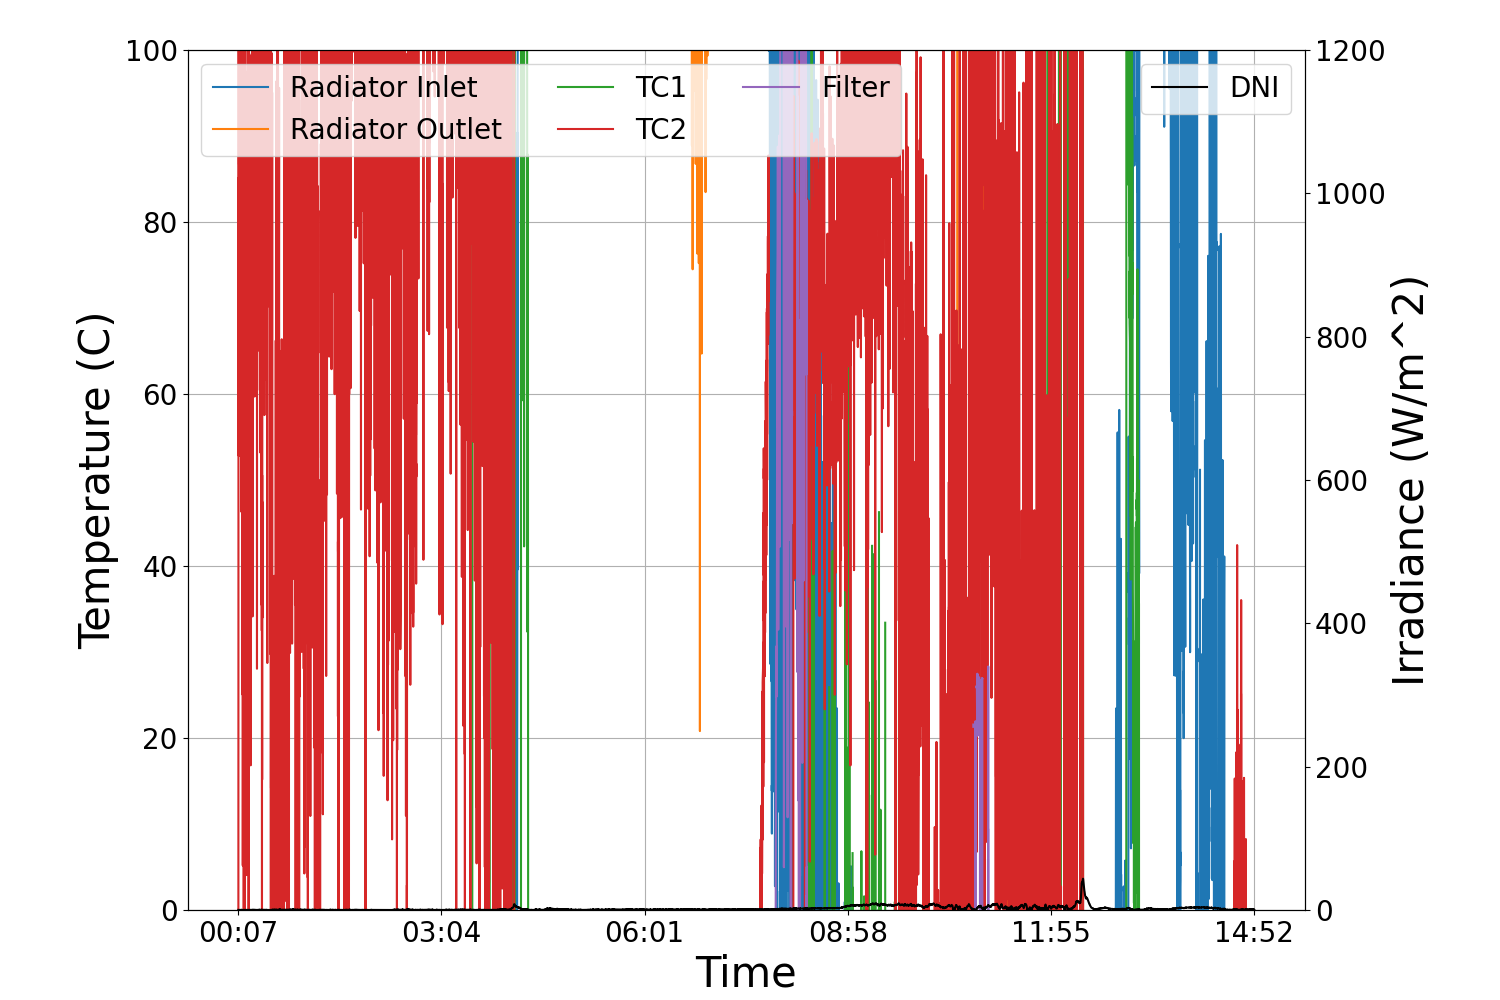 100
80
60
40
20
0
Temperature (C)
Radiator Inlet
Radiator Outlet
TC1
TC2
Filter
DNI
1200
1000
800
600
400
200
0
Irradiance (W/m^2)
00:07 03:04 06:01 08:58 11:55 14:52
Time